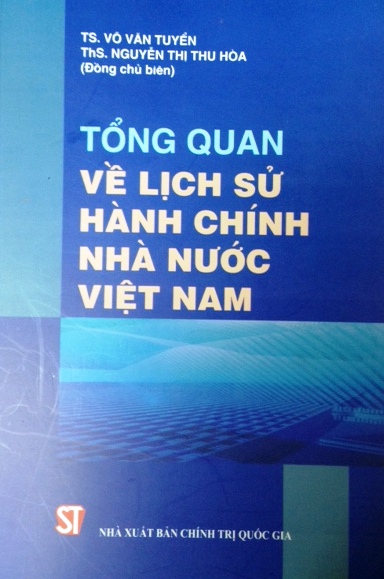 TS. VÕ VĂN TUYỂN
ThS. NGUYỄN THỊ THU HÒA
(Đồng chủ biên)
TỔNG QUAN
VỀ LỊCH SỬ
HÀNH CHÍNH
NHÀ NƯỚC
VIỆT NAM
ST
NHÀ XUẤT BẢN CHÍNH TRỊ QUỐC GIA